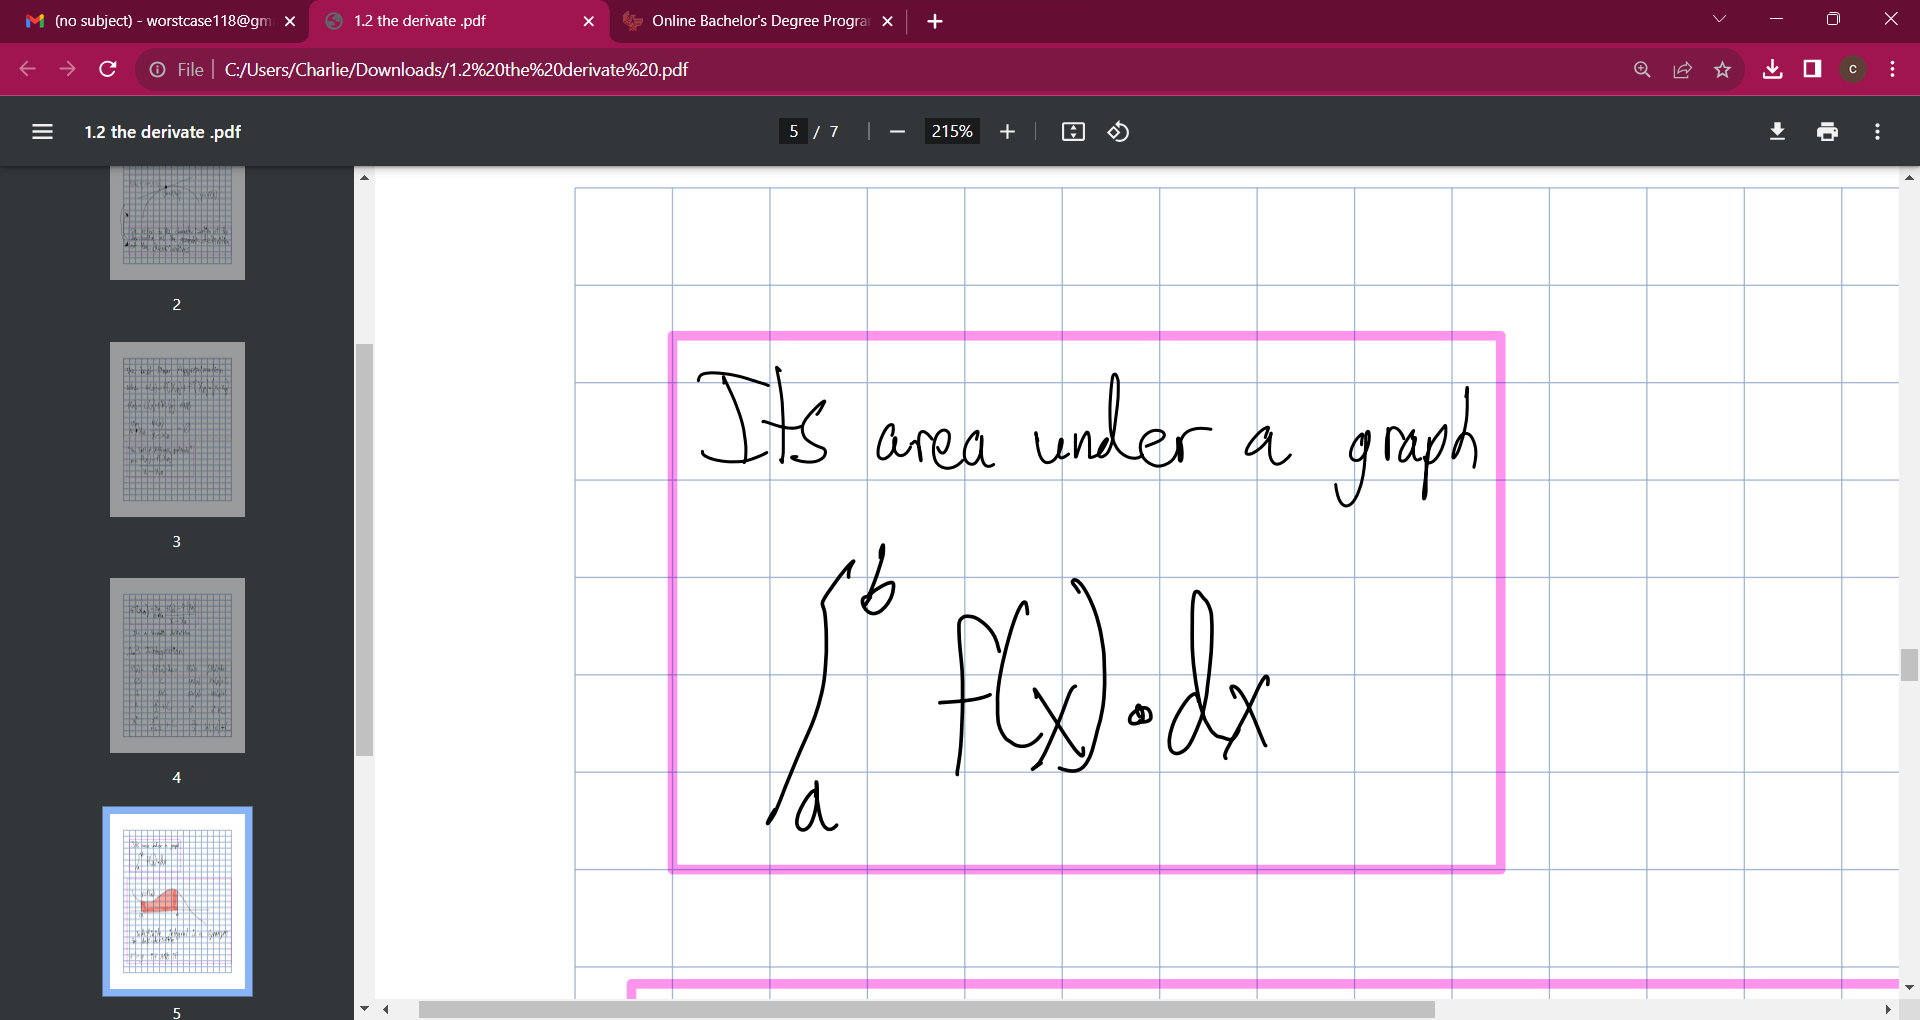 (no subject) - worstcase118@gm
1.2 the derivate .pdf
Online Bachelor's Degree Progra
File
C:/Users/Charlie/Downloads/1.2%20the%20derivate%20.pdf
C
1.2 the derivate .pdf
5 / 7
215%
2
3
4
5
Its area under a graph
∫ₐᵇ f(x)·dx